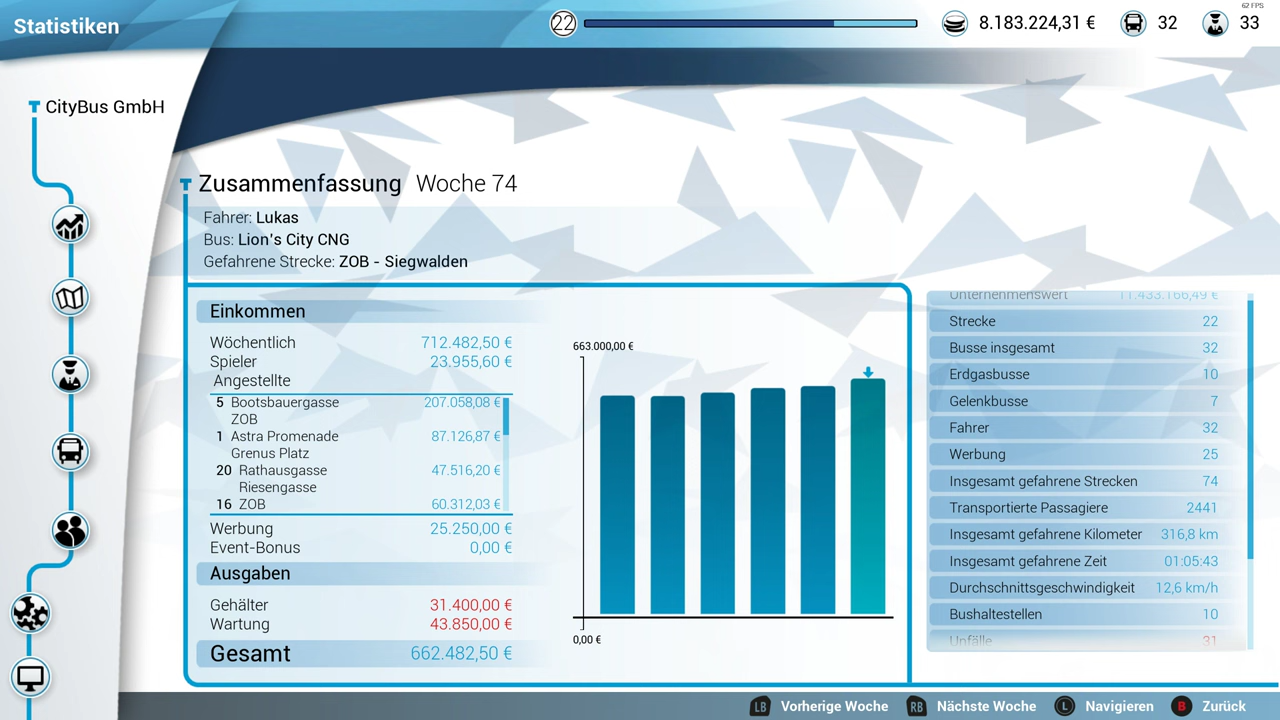 62 FPS
Statistiken
22
8.183.224,31 €
32
33
CityBus GmbH
Zusammenfassung Woche 74
Fahrer: Lukas
Bus: Lion's City CNG
Gefahrene Strecke: ZOB - Siegwalden
Einkommen
Wöchentlich 712.482,50 €
Spieler 23.955,60 €
Angestellte
5 Bootsbauergasse 207.058,08 €
ZOB
1 Astra Promenade 87.126,87 €
Grenus Platz
20 Rathausgasse 47.516,20 €
Riesengasse
16 ZOB 60.312,03 €
Werbung 25.250,00 €
Event-Bonus 0,00 €
Ausgaben
Gehälter 31.400,00 €
Wartung 43.850,00 €
Gesamt 662.482,50 €
663.000,00 €
0,00 €
Unternehmenswert 11.433.166,49 €
Strecke 22
Busse insgesamt 32
Erdgasbusse 10
Gelenkbusse 7
Fahrer 32
Werbung 25
Insgesamt gefahrene Strecken 74
Transportierte Passagiere 2441
Insgesamt gefahrene Kilometer 316,8 km
Insgesamt gefahrene Zeit 01:05:43
Durchschnittsgeschwindigkeit 12,6 km/h
Bushaltestellen 10
Unfälle 31
LB Vorherige Woche RB Nächste Woche L Navigieren B Zurück